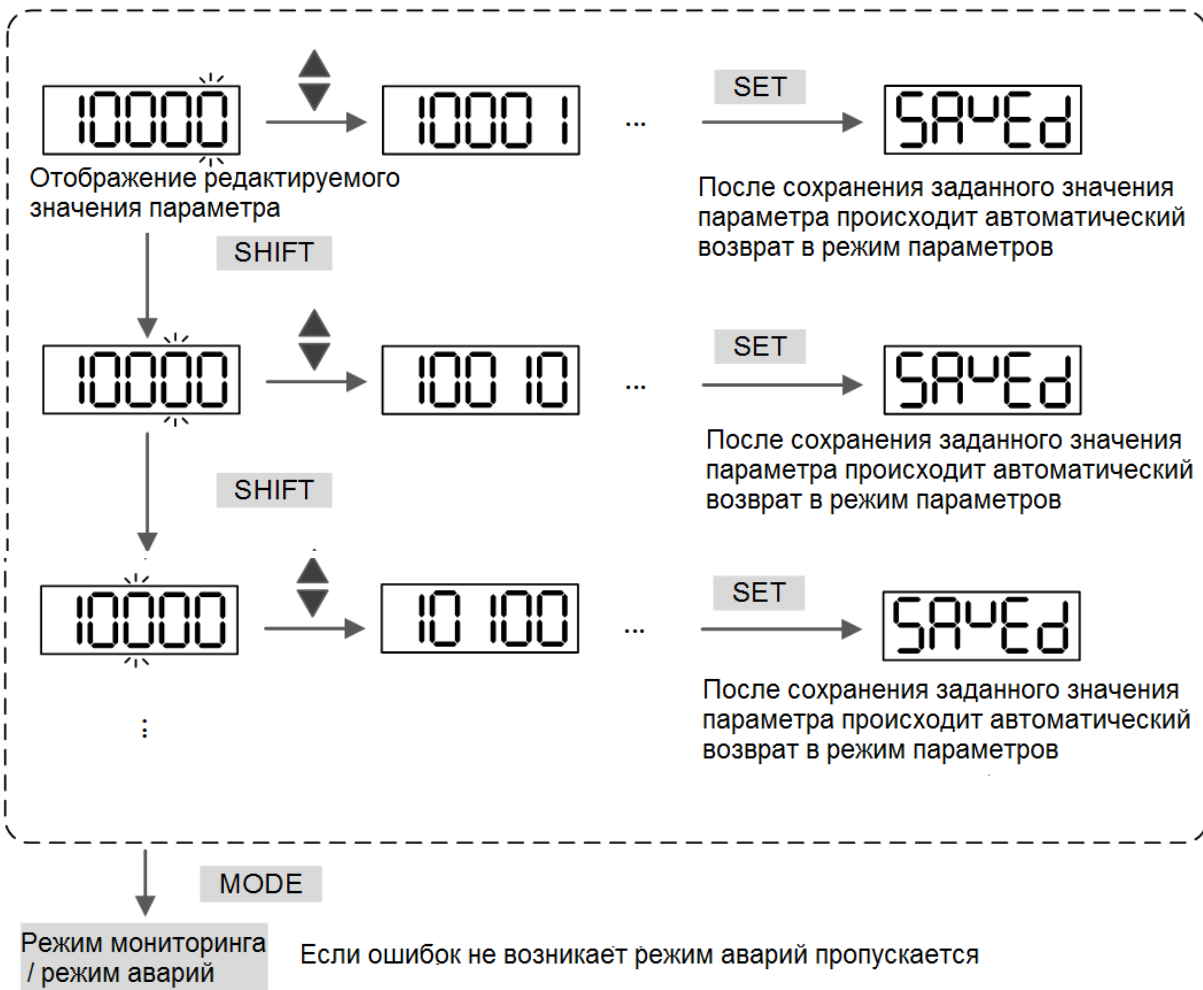 10000
10001
...
SET
SAvEd
Отображение редактируемого
значения параметра
После сохранения заданного значения
параметра происходит автоматический
возврат в режим параметров
SHIFT
10000
10010
...
SET
SAvEd
После сохранения заданного значения
параметра происходит автоматический
возврат в режим параметров
SHIFT
10000
10100
...
SET
SAvEd
После сохранения заданного значения
параметра происходит автоматический
возврат в режим параметров
...
MODE
Режим мониторинга
/ режим аварий
Если ошибок не возникает режим аварий пропускается